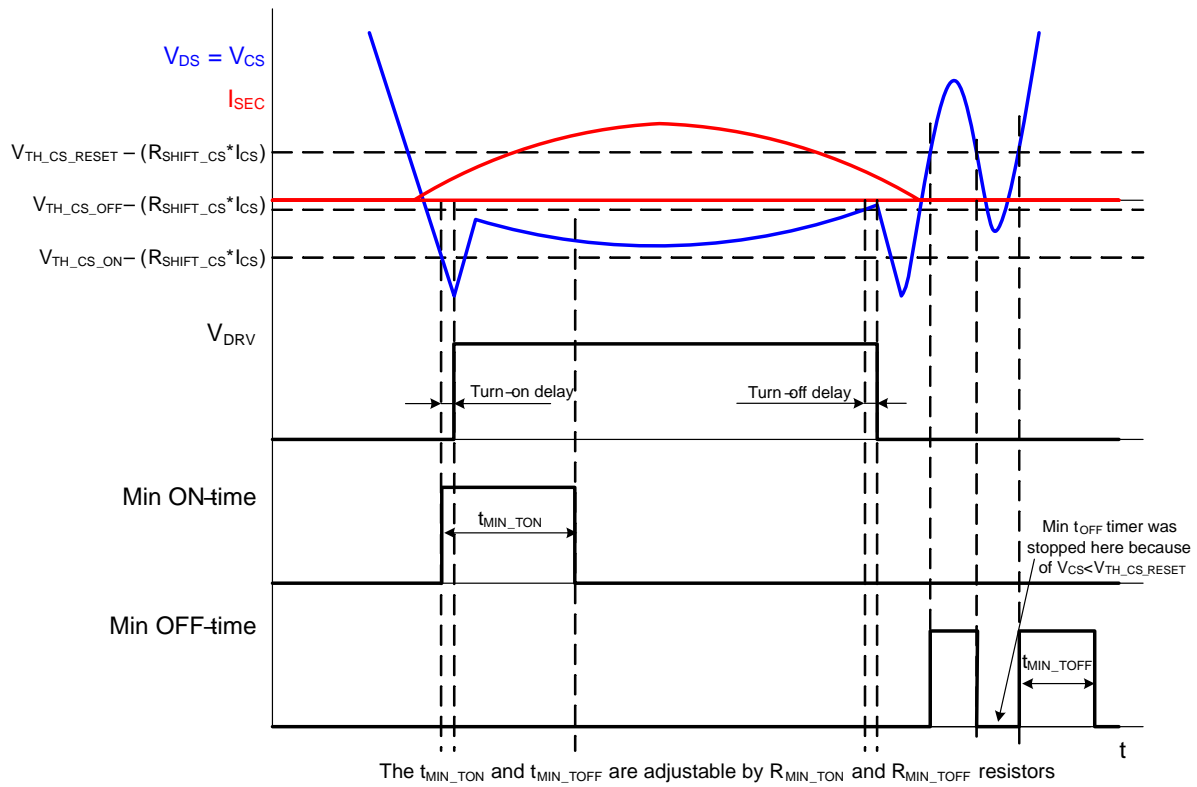 VDS = VCS
ISEC
VTH_CS_RESET – (RSHIFT_CS*ICS)
VTH_CS_OFF – (RSHIFT_CS*ICS)
VTH_CS_ON – (RSHIFT_CS*ICS)
VDRV
Turn–on delay
Turn–off delay
Min ON–time
tMIN_TON
Min tOFF timer was
stopped here because
of VCS<VTH_CS_RESET
Min OFF–time
tMIN_TOFF
t
The tMIN_TON and tMIN_TOFF are adjustable by RMIN_TON and RMIN_TOFF resistors